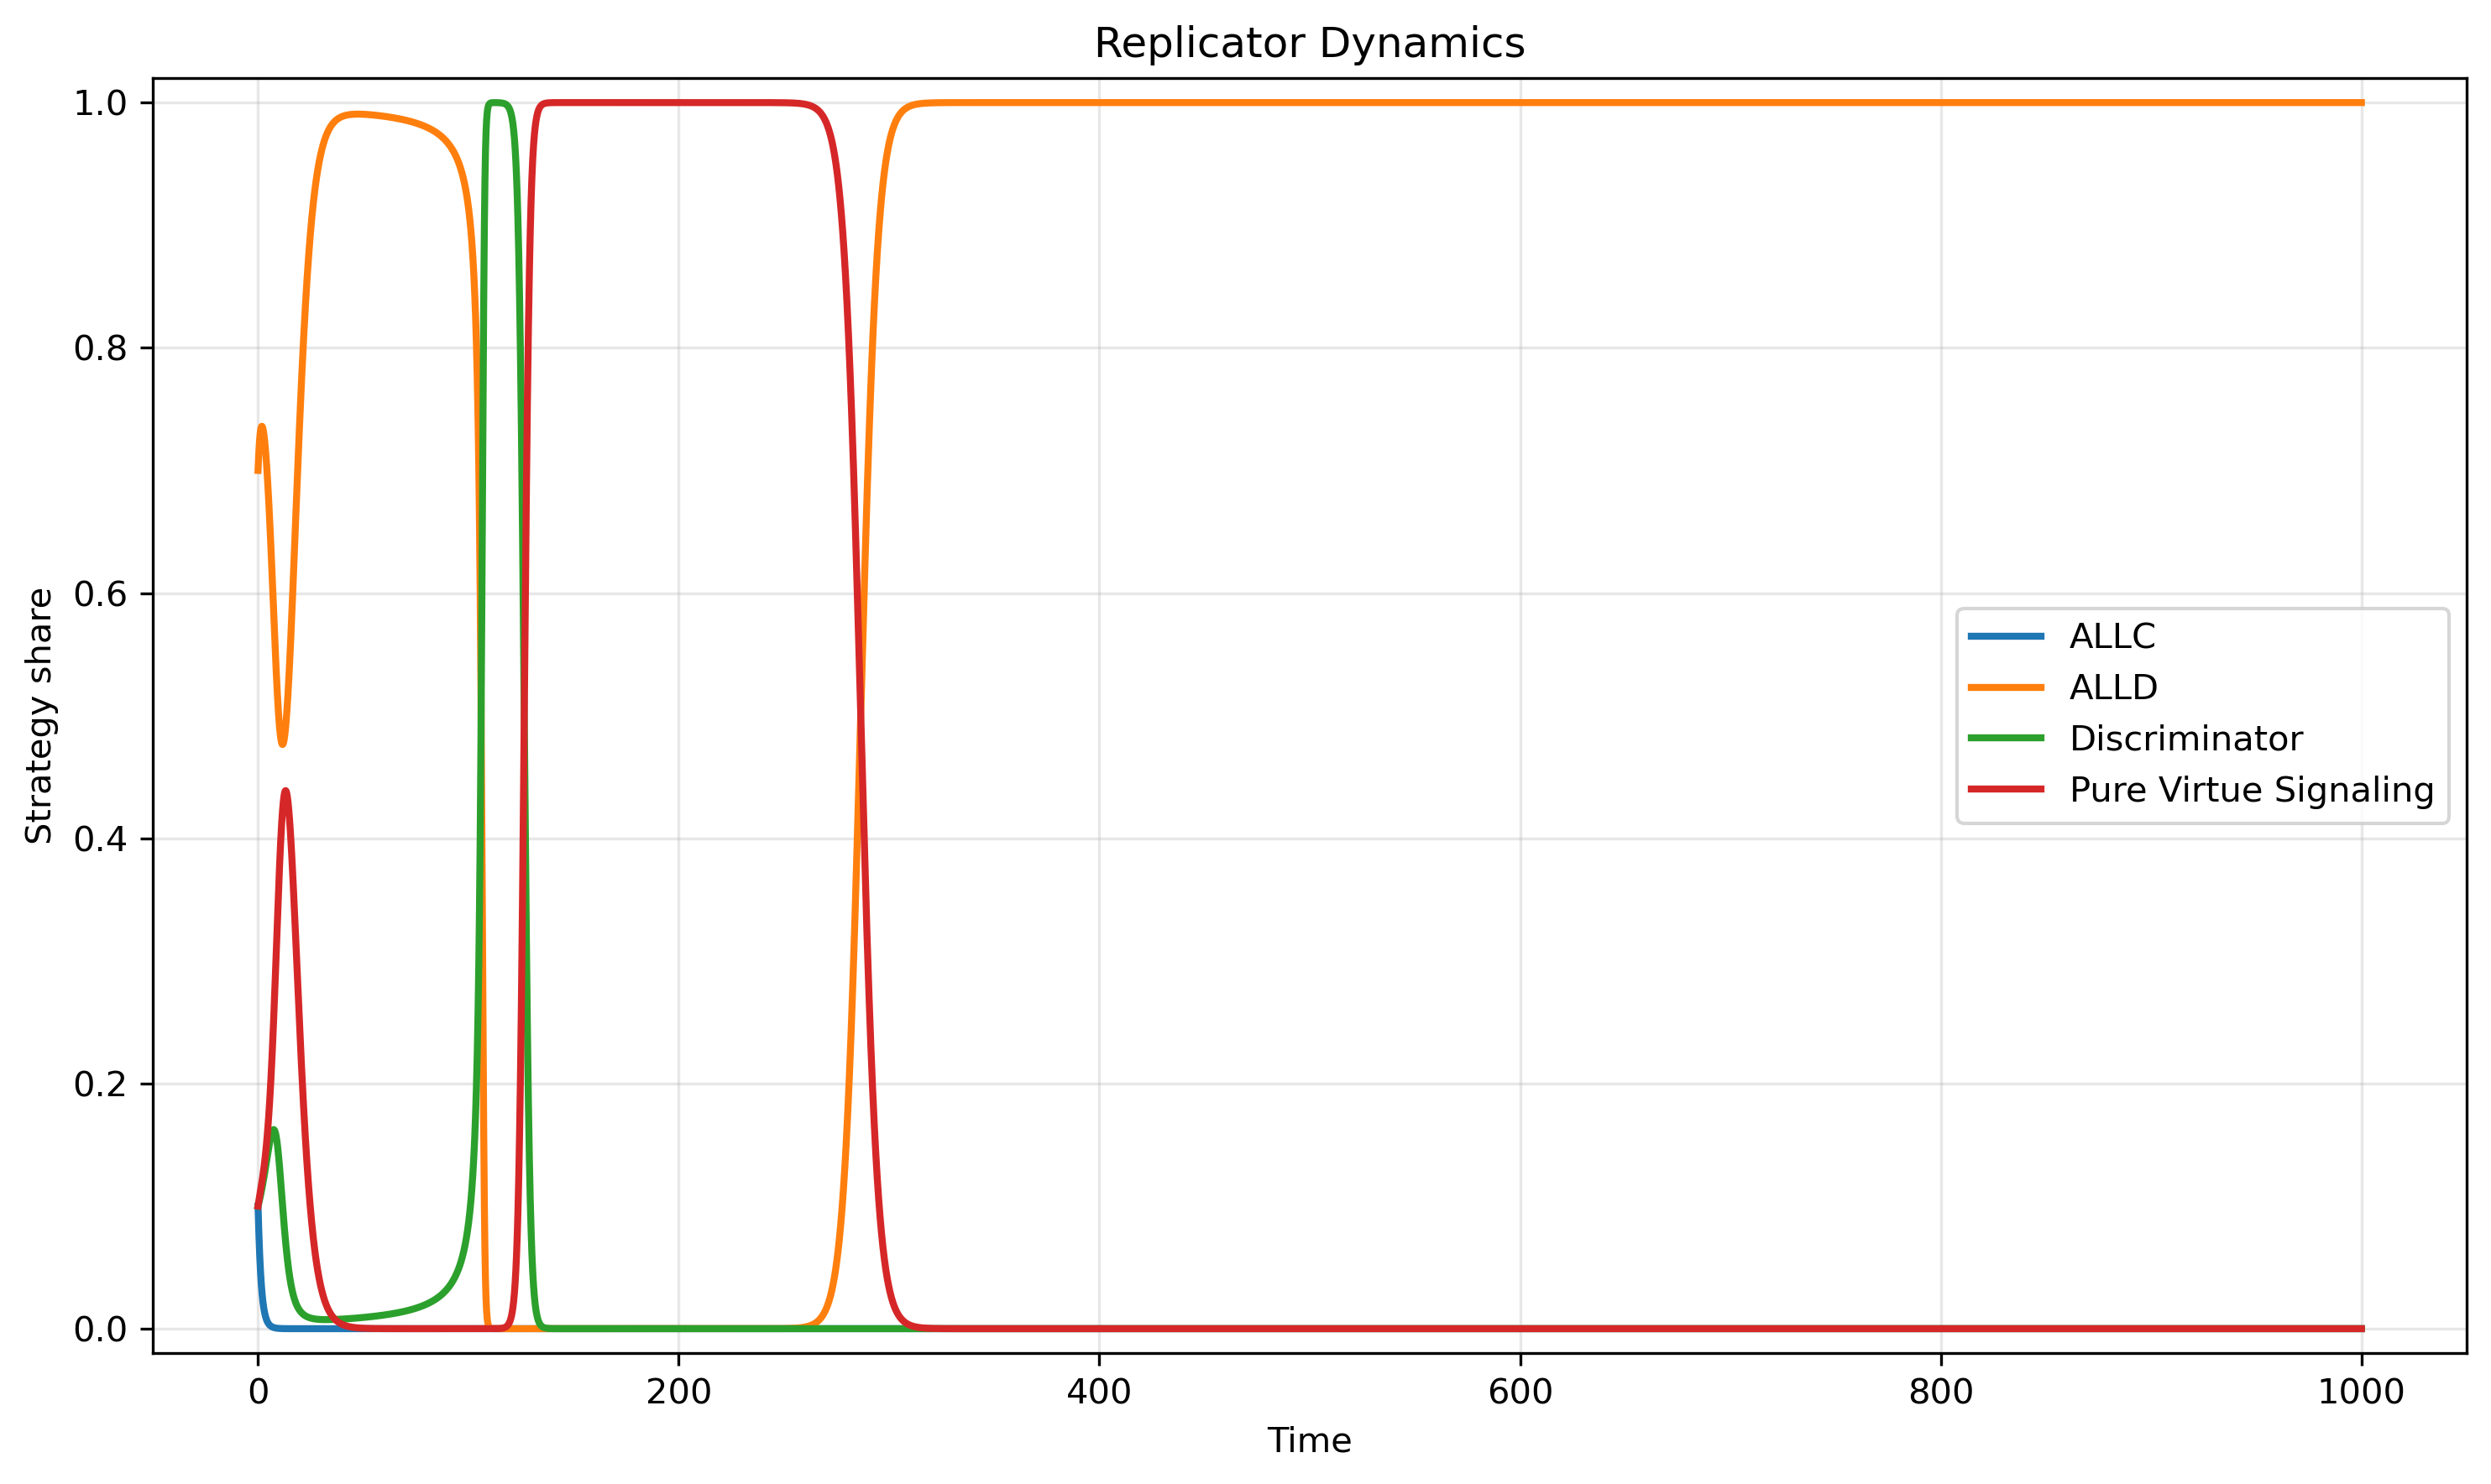 Replicator Dynamics
Strategy share
1.0
0.8
0.6
0.4
0.2
0.0
ALLC
ALLD
Discriminator
Pure Virtue Signaling
0 200 400 600 800 1000
Time